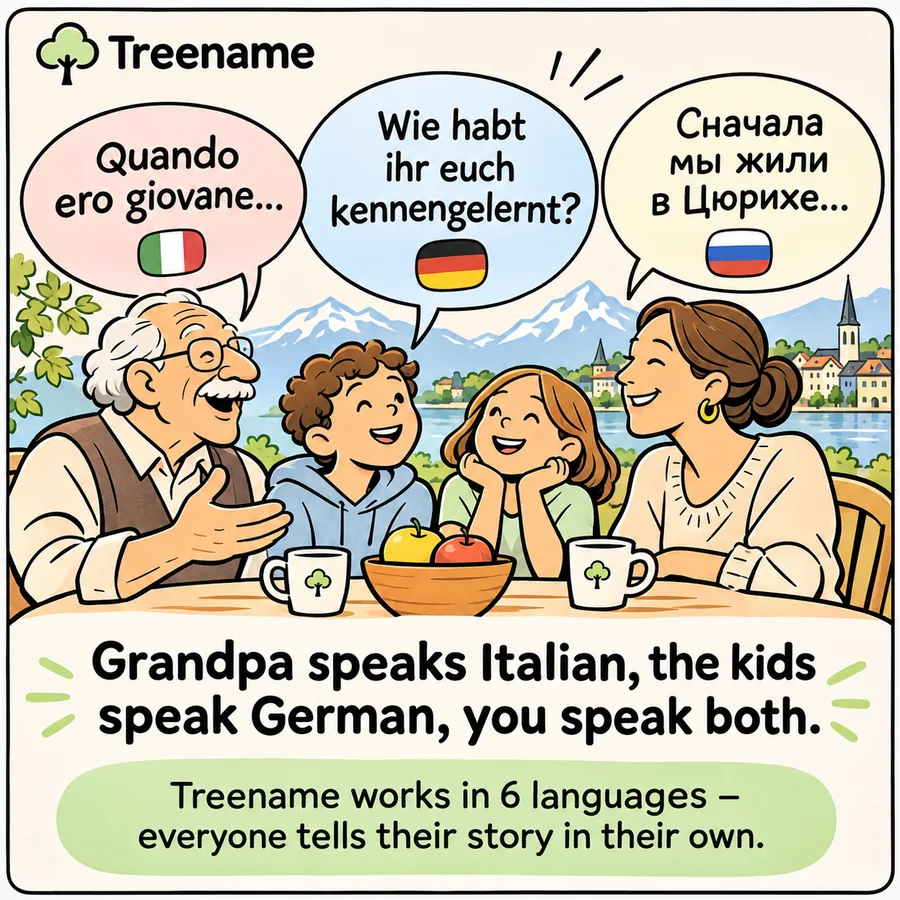 Treename
Quando
ero giovane...
Wie habt
ihr euch
kennengelernt?
Сначала
мы жили
в Цюрихе...
Grandpa speaks Italian, the kids
speak German, you speak both.
Treename works in 6 languages –
everyone tells their story in their own.